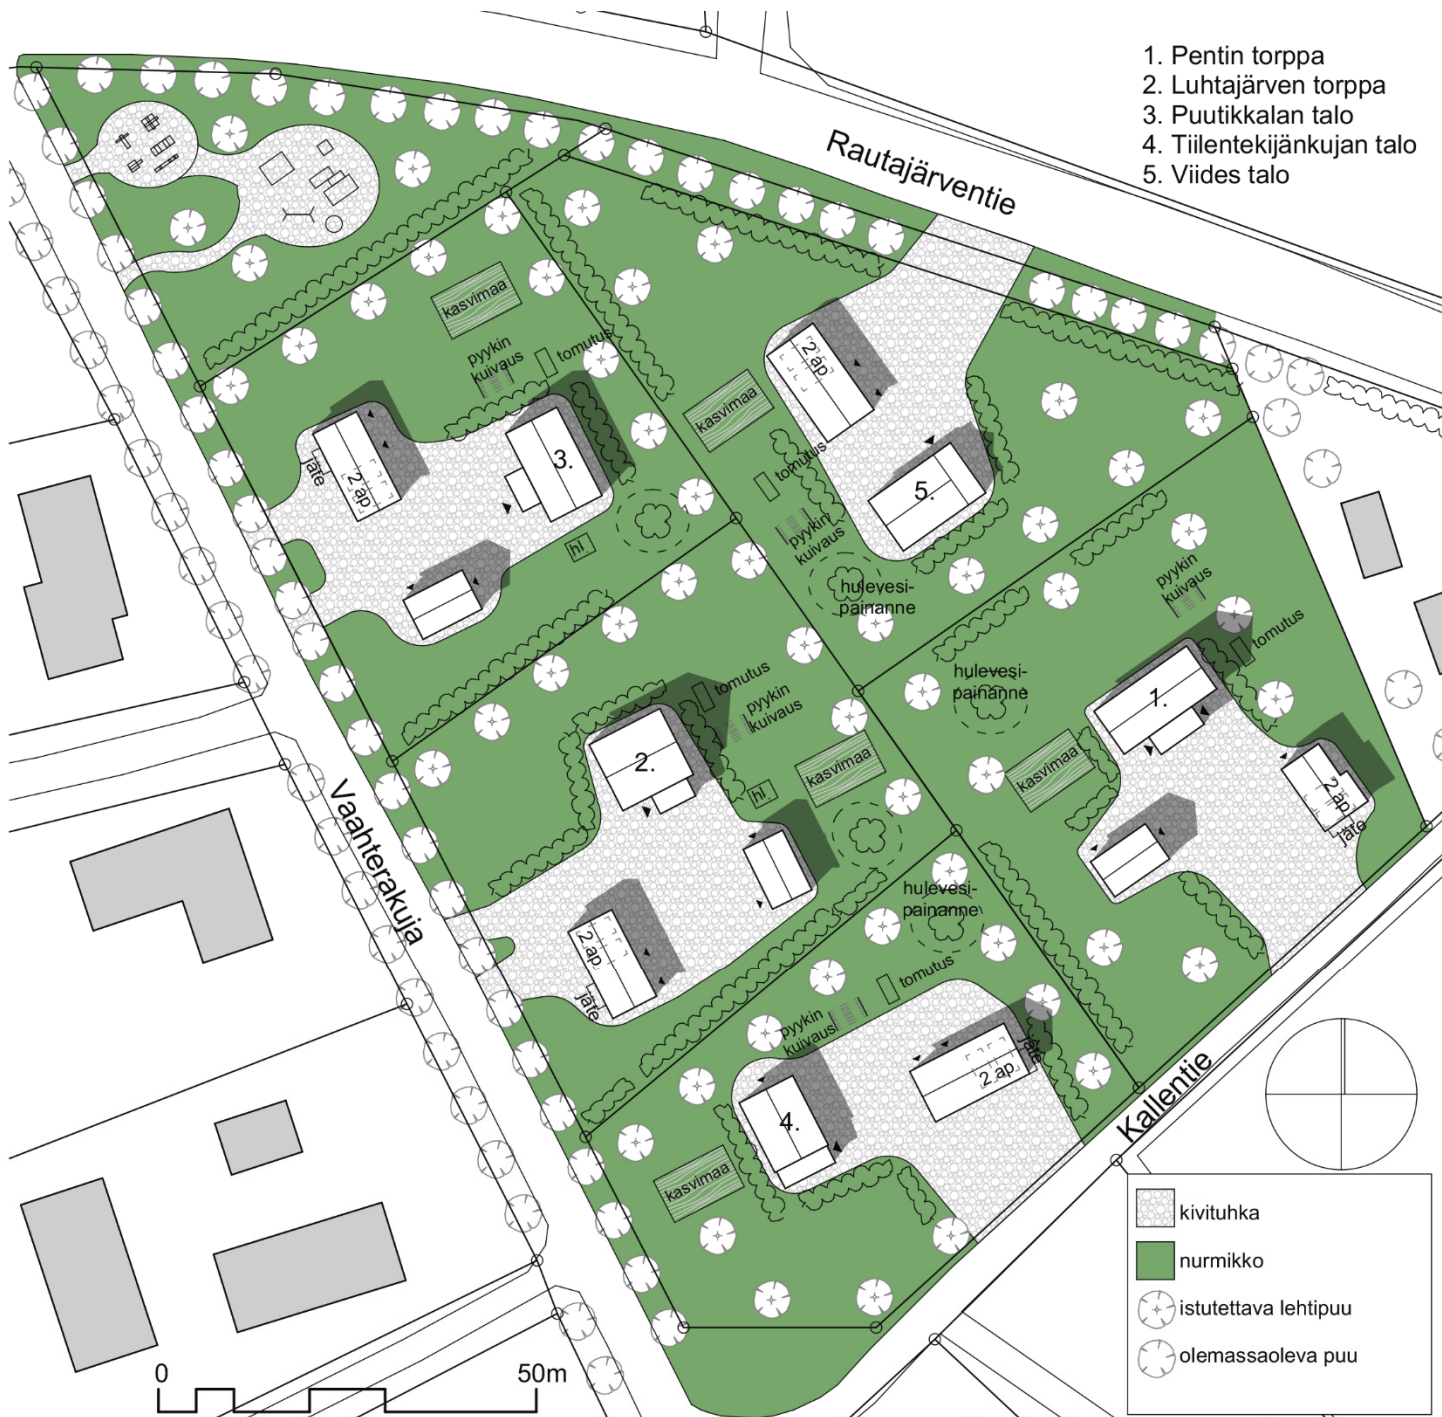 1. Pentin torppa
2. Luhtajärven torppa
3. Puutikkalan talo
4. Tiilentekijänkujan talo
5. Viides talo
Rautajärventie
kasvimaa
pyykin
kuivaus
tomutus
2 ap
jäte
3.
hl
2 ap
kasvimaa
tomutus
5.
pyykin
kuivaus
hulevesi-
painanne
pyykin
kuivaus
tomutus
hulevesi-
painanne
1.
kasvimaa
2 ap
jäte
tomutus
pyykin
kuivaus
2.
kasvimaa
hl
Vaahterakuja
2 ap
jäte
hulevesi-
painanne
tomutus
pyykin
kuivaus
jäte
2 ap
4.
kasvimaa
Kallentie
kivituhka
nurmikko
istutettava lehtipuu
olemassaoleva puu
0
50m